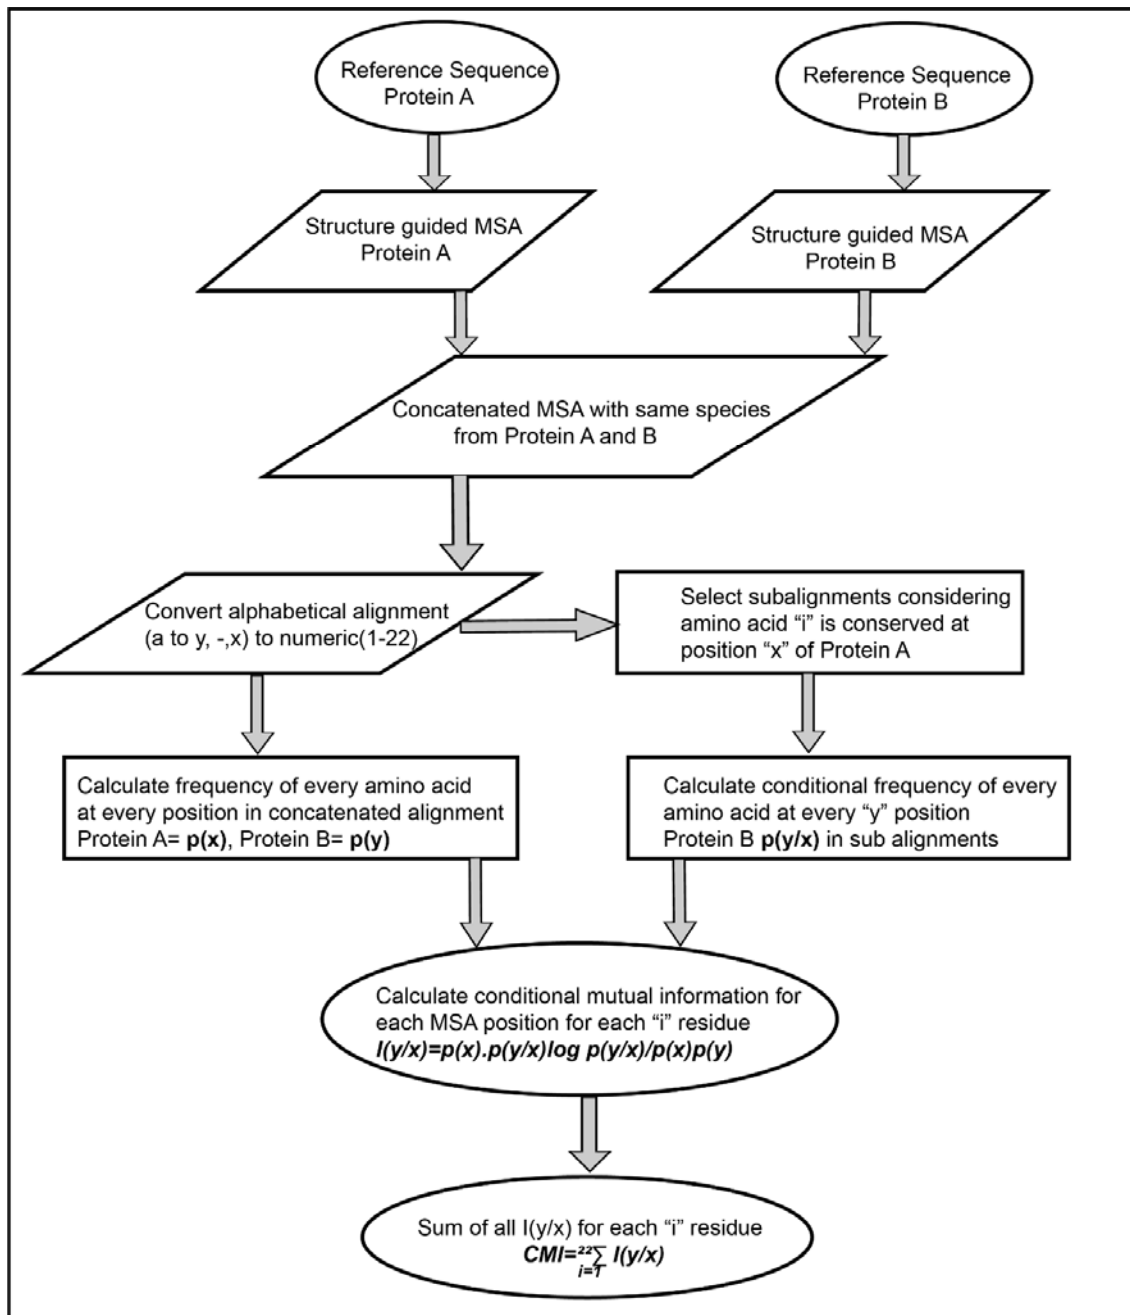 Reference Sequence
Protein A
Reference Sequence
Protein B
Structure guided MSA
Protein A
Structure guided MSA
Protein B
Concatenated MSA with same species
from Protein A and B
Convert alphabetical alignment
(a to y, -,x) to numeric(1-22)
Select subalignments considering
amino acid “i” is conserved at
position “x” of Protein A
Calculate frequency of every amino acid
at every position in concatenated alignment
Protein A= p(x), Protein B= p(y)
Calculate conditional frequency of every
amino acid at every “y” position
Protein B p(y/x) in sub alignments
Calculate conditional mutual information for
each MSA position for each “i” residue
I(y/x)=p(x).p(y/x)log p(y/x)/p(x)p(y)
Sum of all I(y/x) for each “i” residue
CMI=²²∑ I(y/x)
i=1